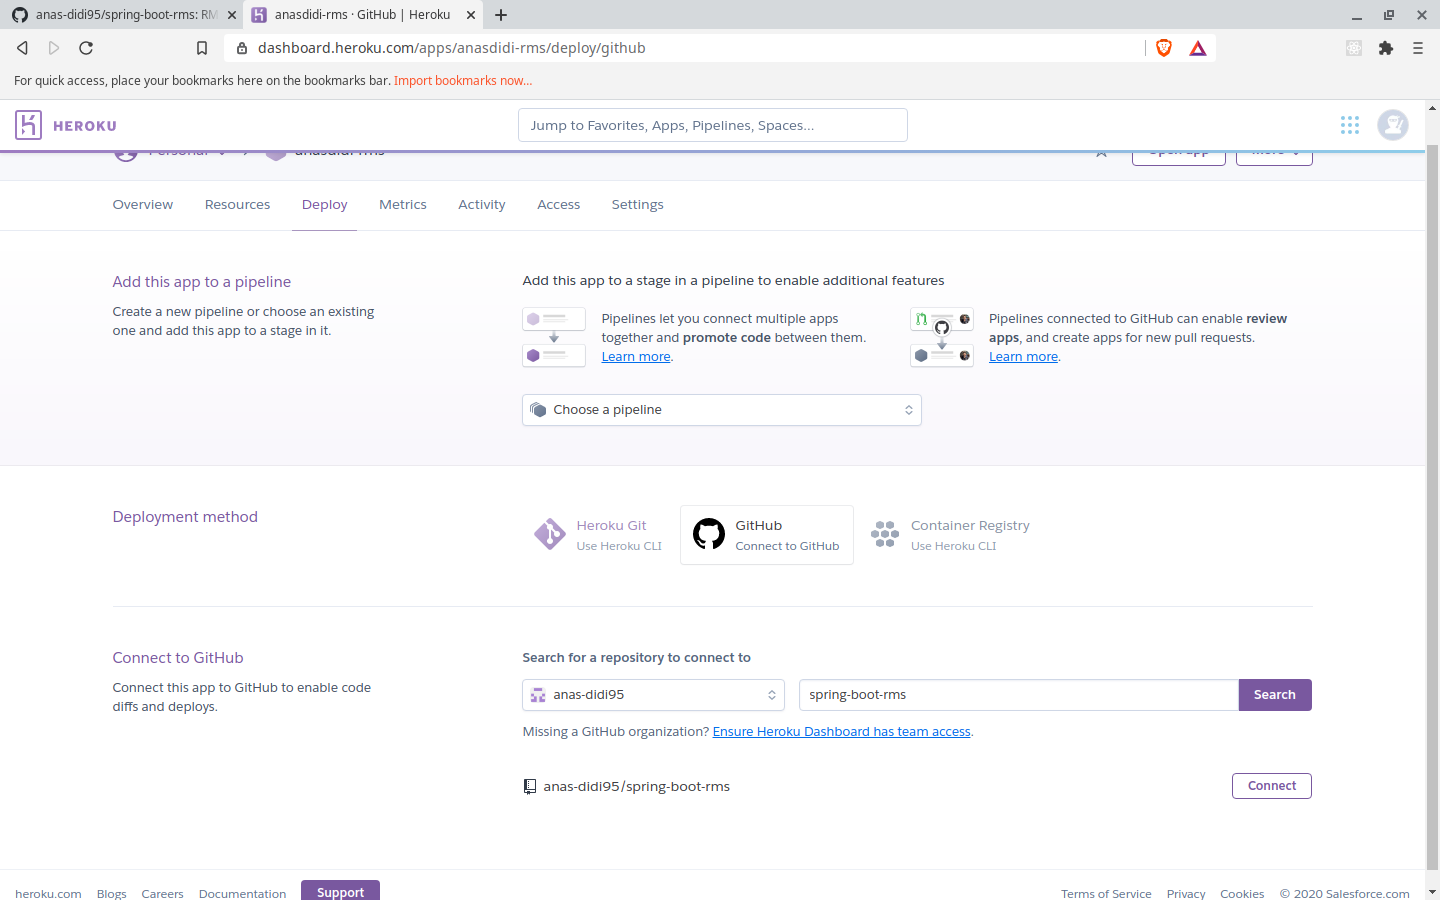 anas-didi95/spring-boot-rms: RM
anasdidi-rms · GitHub | Heroku
dashboard.heroku.com/apps/anasdidi-rms/deploy/github
For quick access, place your bookmarks here on the bookmarks bar. Import bookmarks now...
HEROKU
Jump to Favorites, Apps, Pipelines, Spaces...
Personal
anasdidi-rms
Open app
More
Overview
Resources
Deploy
Metrics
Activity
Access
Settings
Add this app to a pipeline
Create a new pipeline or choose an existing
one and add this app to a stage in it.
Add this app to a stage in a pipeline to enable additional features
Pipelines let you connect multiple apps
together and promote code between them.
Learn more.
Pipelines connected to GitHub can enable review
apps, and create apps for new pull requests.
Learn more.
Choose a pipeline
Deployment method
Heroku Git
Use Heroku CLI
GitHub
Connect to GitHub
Container Registry
Use Heroku CLI
Connect to GitHub
Connect this app to GitHub to enable code
diffs and deploys.
Search for a repository to connect to
anas-didi95
spring-boot-rms
Search
Missing a GitHub organization? Ensure Heroku Dashboard has team access.
anas-didi95/spring-boot-rms
Connect
heroku.com
Blogs
Careers
Documentation
Support
Terms of Service
Privacy
Cookies
© 2020 Salesforce.com